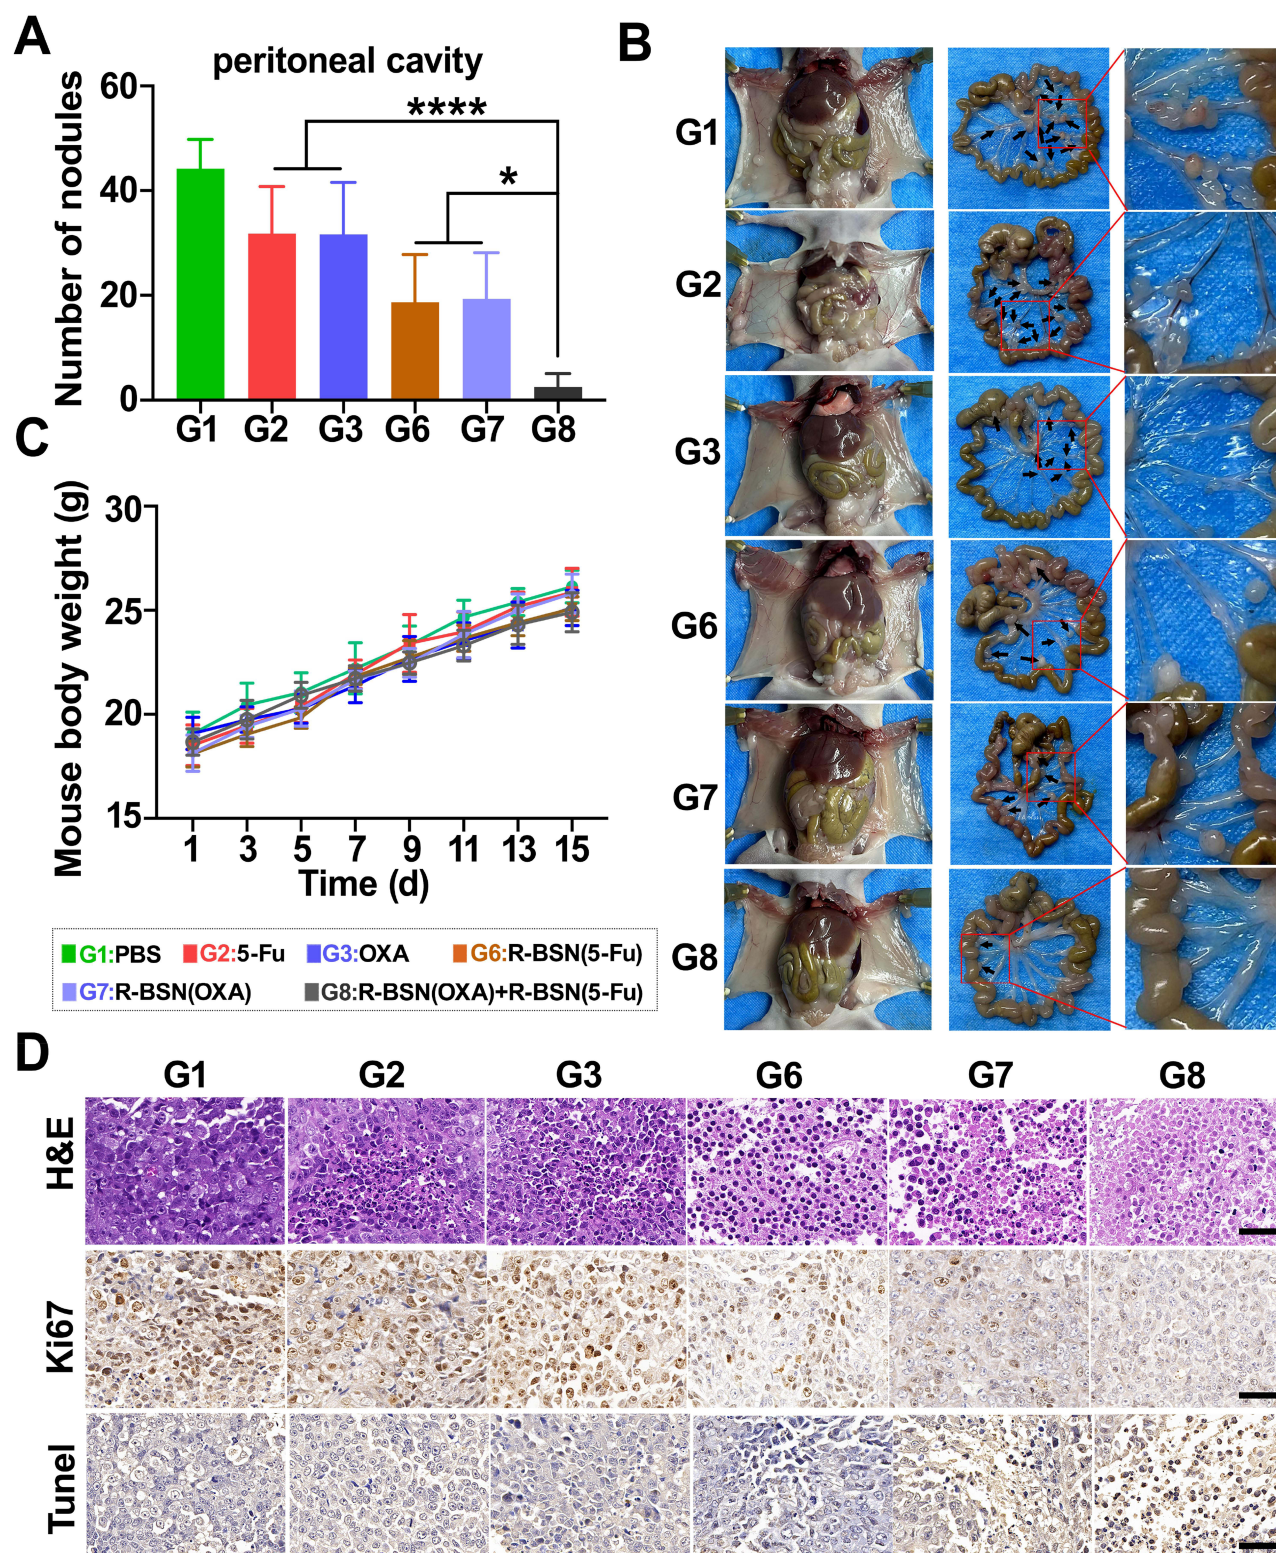 A
peritoneal cavity
Number of nodules
60
40
20
0
****
*
G1 G2 G3 G6 G7 G8
B
G1
G2
G3
G6
G7
G8
C
Mouse body weight (g)
30
25
20
15
1 3 5 7 9 11 13 15
Time (d)
G1:PBS G2:5-Fu G3:OXA G6:R-BSN(5-Fu)
G7:R-BSN(OXA) G8:R-BSN(OXA)+R-BSN(5-Fu)
D
G1 G2 G3 G6 G7 G8
H&E
Ki67
Tunel